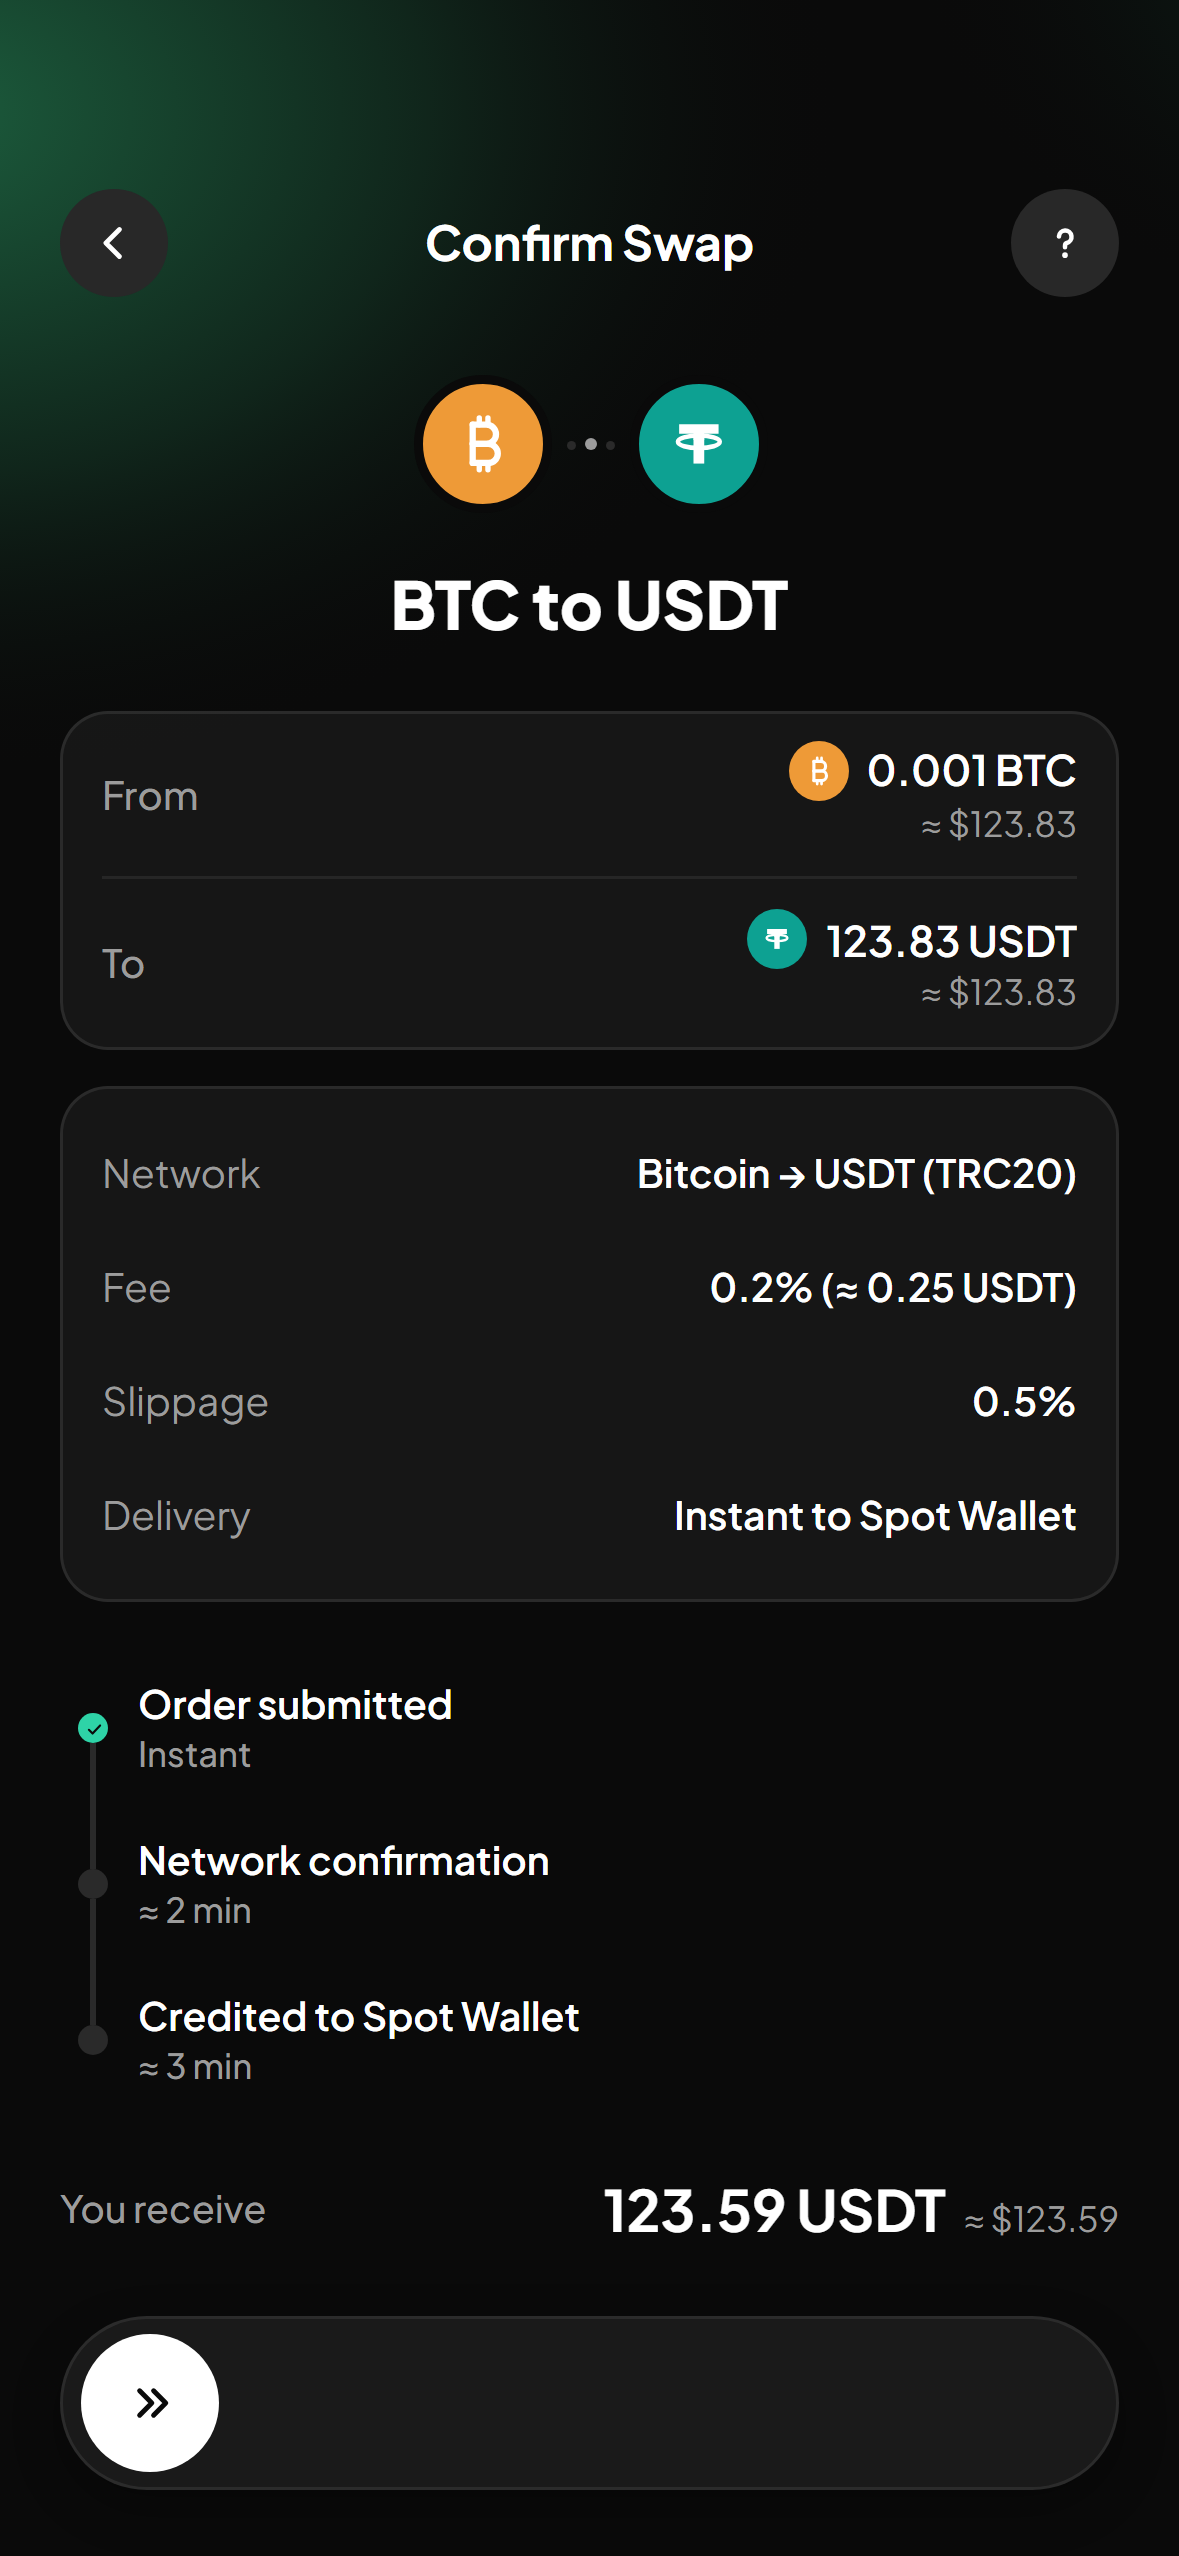 Confirm Swap
?
BTC to USDT
From
0.001 BTC
≈ $123.83
To
123.83 USDT
≈ $123.83
Network
Bitcoin → USDT (TRC20)
Fee
0.2% (≈ 0.25 USDT)
Slippage
0.5%
Delivery
Instant to Spot Wallet
Order submitted
Instant
Network confirmation
≈ 2 min
Credited to Spot Wallet
≈ 3 min
You receive
123.59 USDT ≈ $123.59